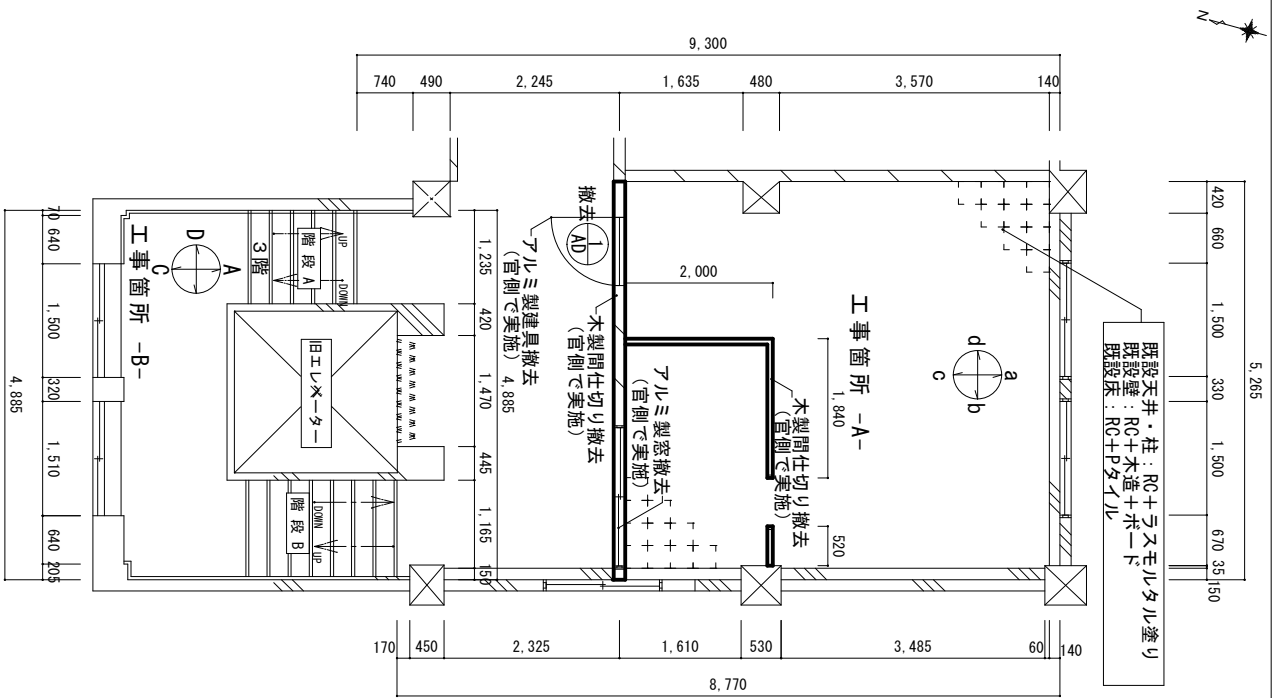 N
9,300
740
490
2,245
1,635
480
3,570
140
5,265
420
660
1,500
330
1,500
670
35
150
既設天井・柱：RC＋ラスモルタル塗り
既設壁：RC＋木造＋ボード
既設床：RC＋Pタイル
工事箇所 -A-
a
b
c
d
2,000
1,840
520
木製間仕切り撤去
(官側で実施)
アルミ製窓撤去
(官側で実施)
木製間仕切り撤去
(官側で実施)
アルミ製建具撤去
(官側で実施)
撤去
1
AD
1,235
420
1,470
445
1,165
150
4,885
工事箇所 -B-
A
C
D
3階
階段 A
UP
DOWN
旧エレベーター
階段 B
DOWN
UP
70
640
1,500
320
1,510
640
205
4,885
170
450
2,325
1,610
530
3,485
60
140
8,770